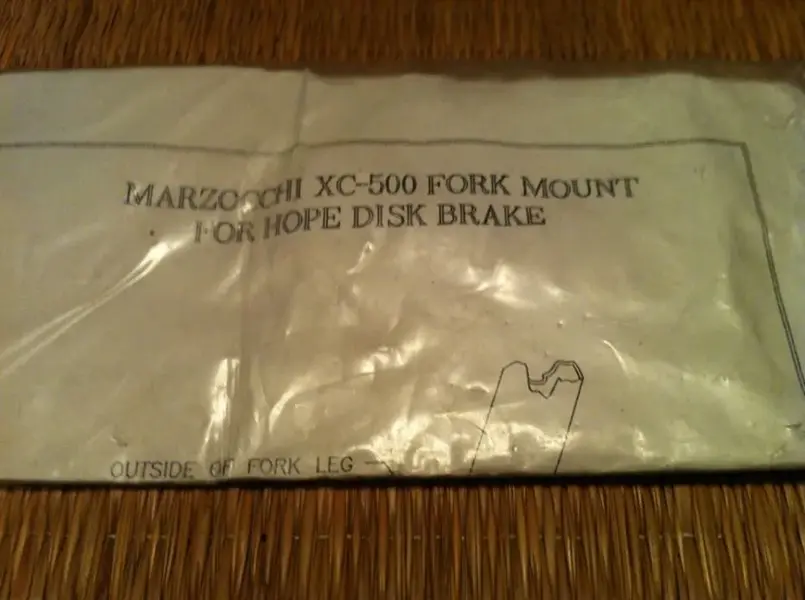 MARZOCCHI XC-500 FORK MOUNT
FOR HOPE DISK BRAKE
OUTSIDE OF FORK LEG